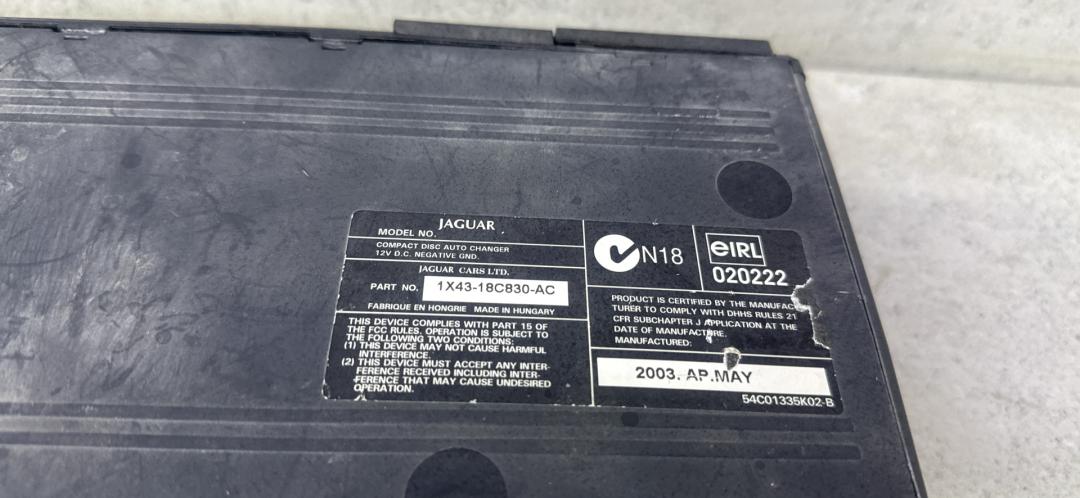 JAGUAR
MODEL NO.
COMPACT DISC AUTO CHANGER
12V D.C. NEGATIVE GND.
JAGUAR CARS LTD.
PART NO. 1X43-18C830-AC
FABRIQUE EN HONGRIE MADE IN HUNGARY
THIS DEVICE COMPLIES WITH PART 15 OF
THE FCC RULES. OPERATION IS SUBJECT TO
THE FOLLOWING TWO CONDITIONS:
(1) THIS DEVICE MAY NOT CAUSE HARMFUL
INTERFERENCE.
(2) THIS DEVICE MUST ACCEPT ANY INTER-
FERENCE RECEIVED INCLUDING INTER-
FERENCE THAT MAY CAUSE UNDESIRED
OPERATION.
N18
eIRL
020222
PRODUCT IS CERTIFIED BY THE MANUFAC
TURER TO COMPLY WITH DHHS RULES 21
CFR SUBCHAPTER J APPLICATION AT THE
DATE OF MANUFACTURE.
MANUFACTURED:
2003. AP.MAY
54C01335K02-B